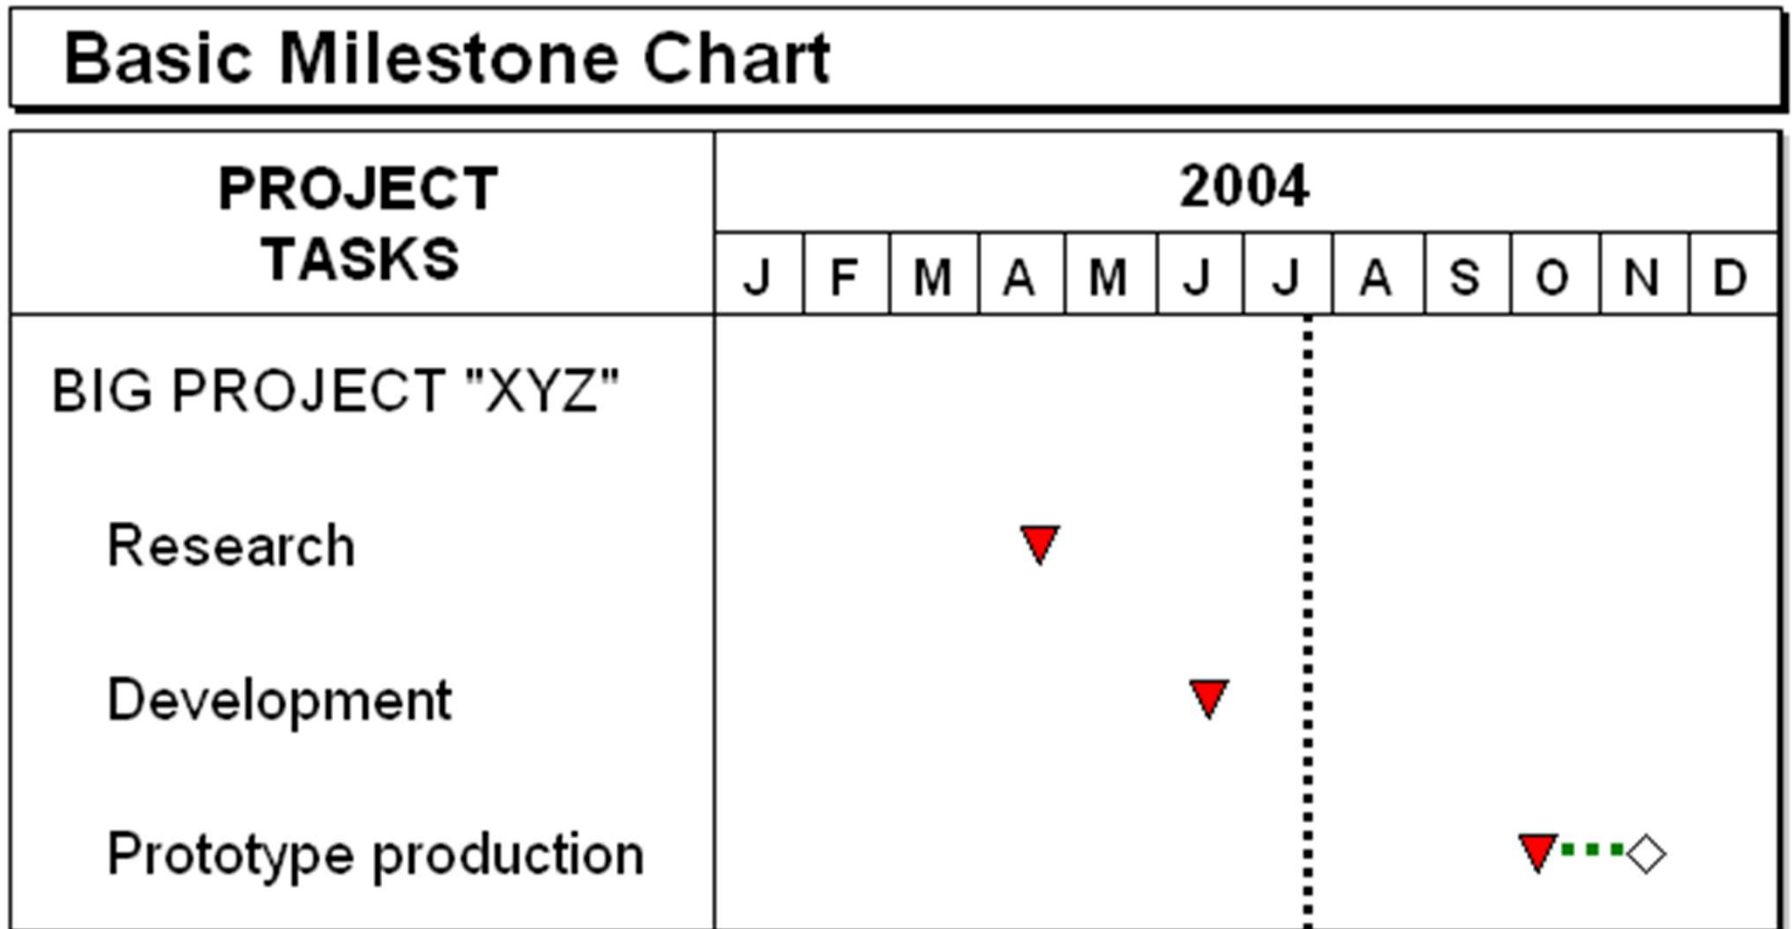 Basic Milestone Chart
PROJECT
TASKS
2004
J F M A M J J A S O N D
BIG PROJECT "XYZ"
Research
Development
Prototype production